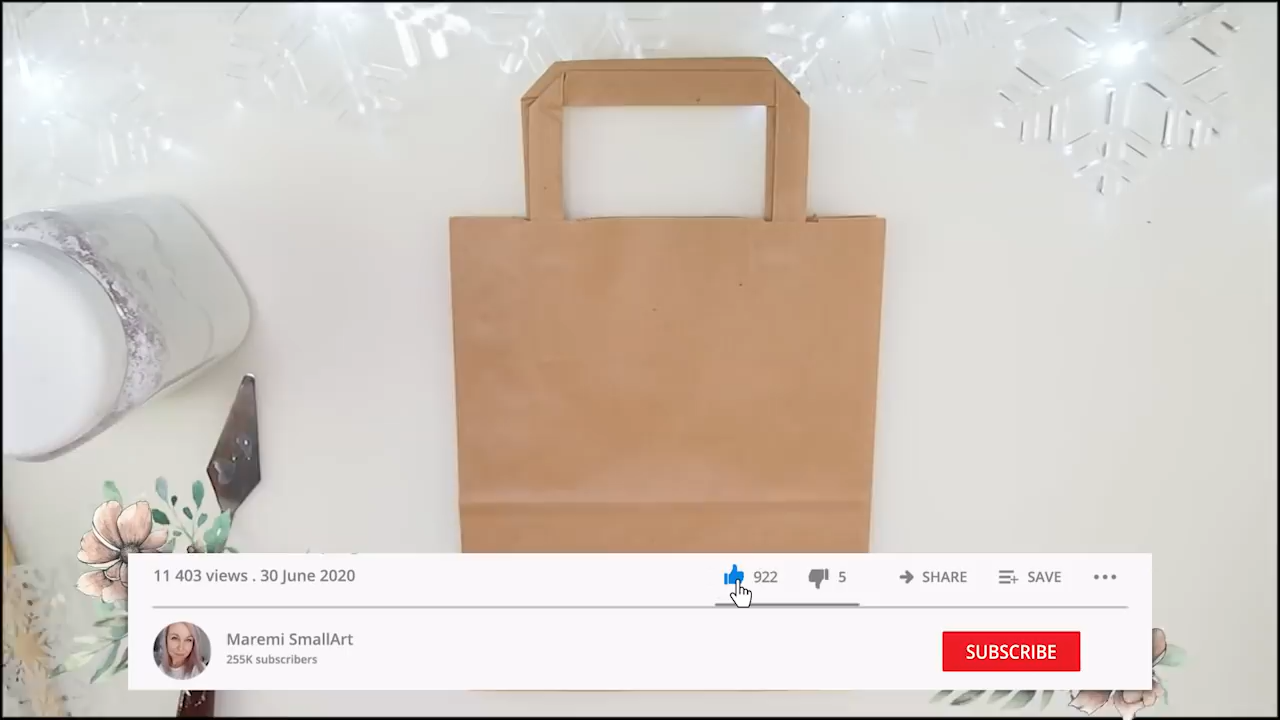 11 403 views . 30 June 2020
922
5
SHARE
SAVE
Maremi SmallArt
255K subscribers
SUBSCRIBE